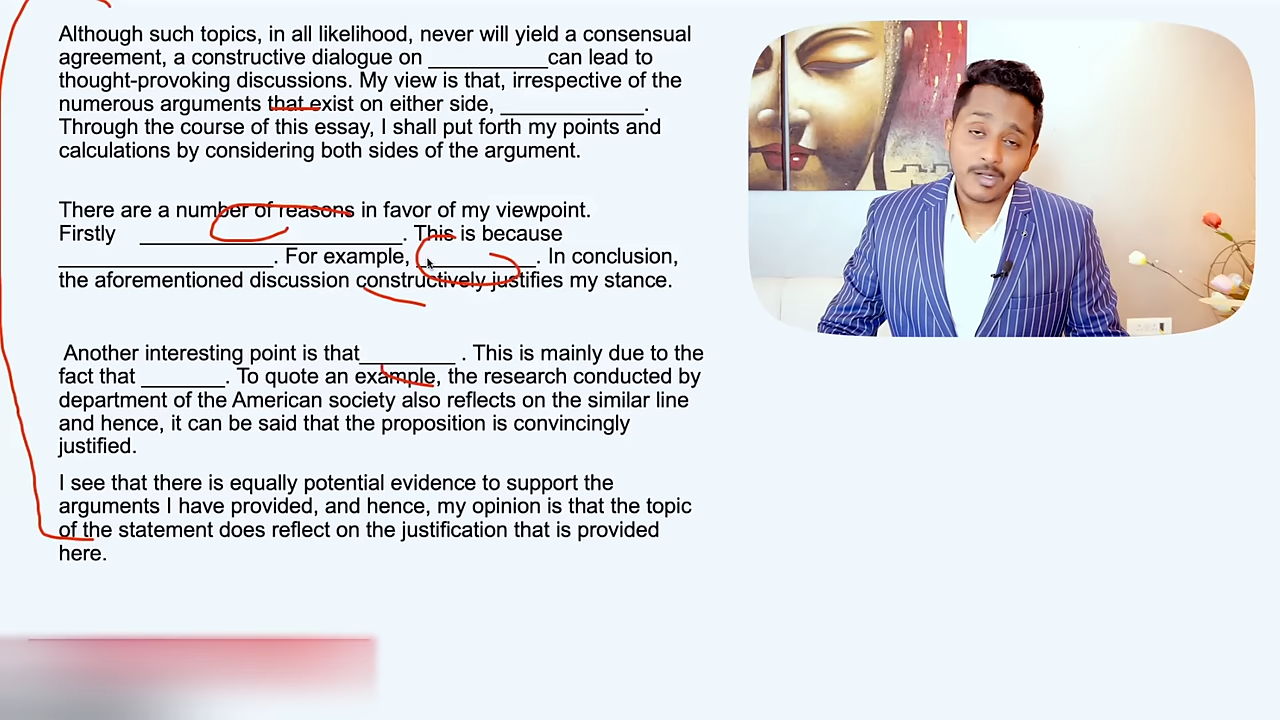 Although such topics, in all likelihood, never will yield a consensual
agreement, a constructive dialogue on __________can lead to
thought-provoking discussions. My view is that, irrespective of the
numerous arguments that exist on either side, ____________.
Through the course of this essay, I shall put forth my points and
calculations by considering both sides of the argument.
There are a number of reasons in favor of my viewpoint.
Firstly ______________________. This is because
__________________. For example, __________. In conclusion,
the aforementioned discussion constructively justifies my stance.
Another interesting point is that________ . This is mainly due to the
fact that _______. To quote an example, the research conducted by
department of the American society also reflects on the similar line
and hence, it can be said that the proposition is convincingly
justified.
I see that there is equally potential evidence to support the
arguments I have provided, and hence, my opinion is that the topic
of the statement does reflect on the justification that is provided
here.